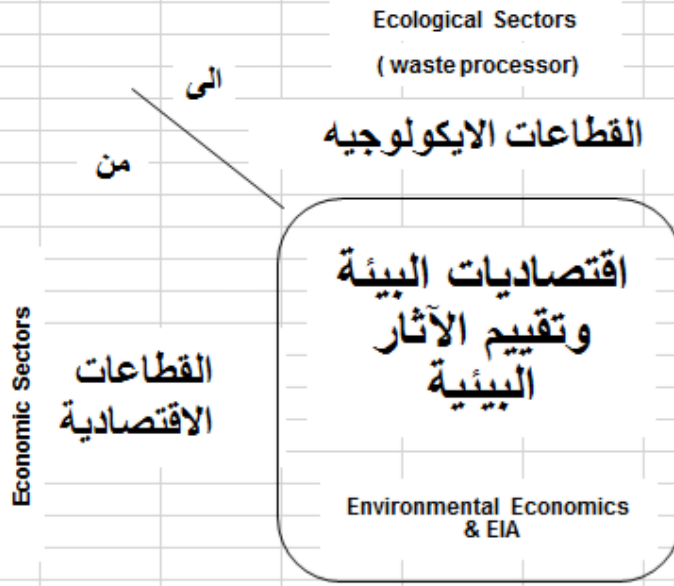 Ecological Sectors
( waste processor)
الى
القطاعات الايكولوجيه
من
اقتصاديات البيئة
وتقييم الآثار
البيئية
Economic Sectors
القطاعات
الاقتصادية
Environmental Economics
& EIA